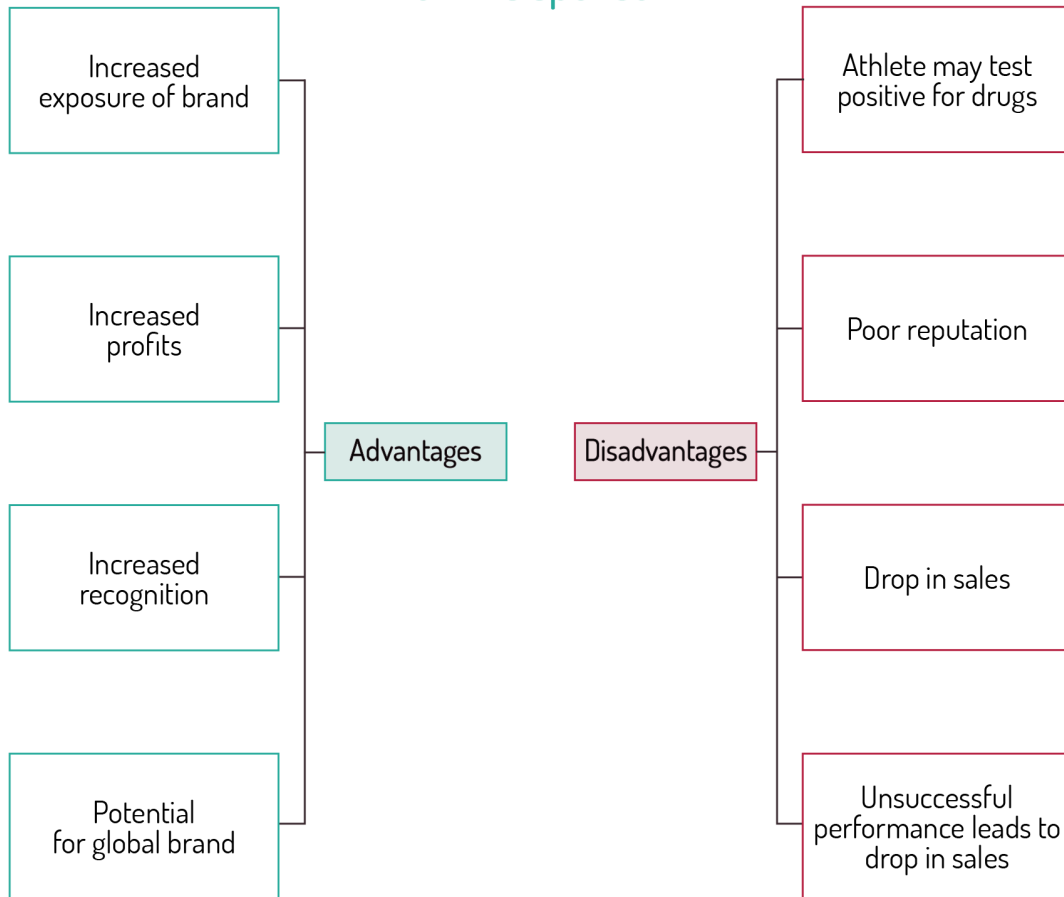 Increased
exposure of brand
Increased
profits
Increased
recognition
Potential
for global brand
Advantages
Disadvantages
Athlete may test
positive for drugs
Poor reputation
Drop in sales
Unsuccessful
performance leads to
drop in sales